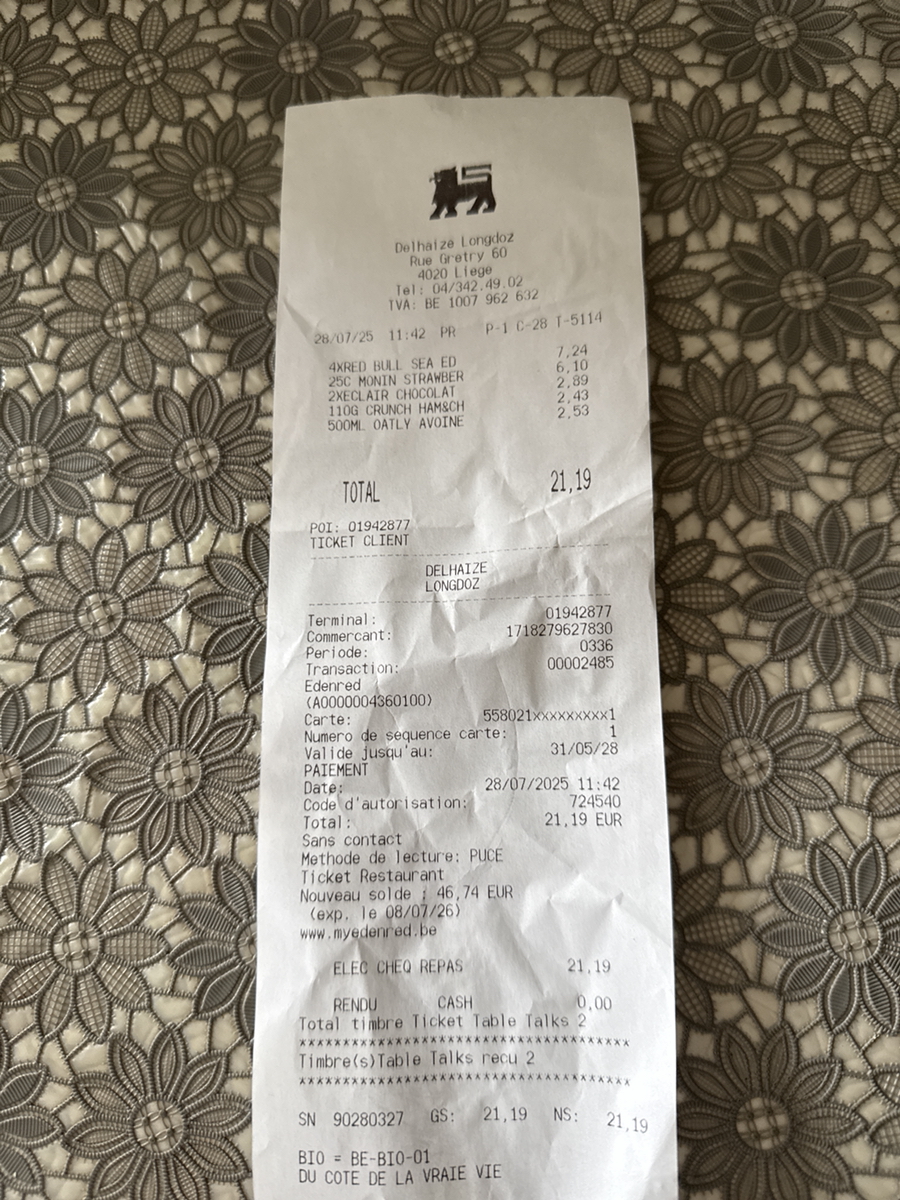 Delhaize Longdoz
Rue Gretry 60
4020 Liege
Tel: 04/342.49.02
TVA: BE 1007 962 632
28/07/25 11:42 PR P-1 C-28 T-5114
4XRED BULL SEA ED 7,24
25C MONIN STRAWBER 6,10
2XECLAIR CHOCOLAT 2,89
110G CRUNCH HAM&CH 2,43
500ML OATLY AVOINE 2,53
TOTAL 21,19
POI: 01942877
TICKET CLIENT
DELHAIZE
LONGDOZ
Terminal: 01942877
Commercant: 1718279627830
Periode: 0336
Transaction: 00002485
Edenred
(A0000004360100)
Carte: 558021xxxxxxxxx1
Numero de sequence carte: 1
Valide jusqu'au: 31/05/28
PAIEMENT
Date: 28/07/2025 11:42
Code d'autorisation: 724540
Total: 21,19 EUR
Sans contact
Methode de lecture: PUCE
Ticket Restaurant
Nouveau solde : 46,74 EUR
(exp. le 08/07/26)
www.myedenred.be
ELEC CHEQ REPAS 21,19
RENDU CASH 0,00
Total timbre Ticket Table Talks 2
**************************************
Timbre(s)Table Talks recu 2
**************************************
SN 90280327 GS: 21,19 NS: 21,19
BIO = BE-BIO-01
DU COTE DE LA VRAIE VIE